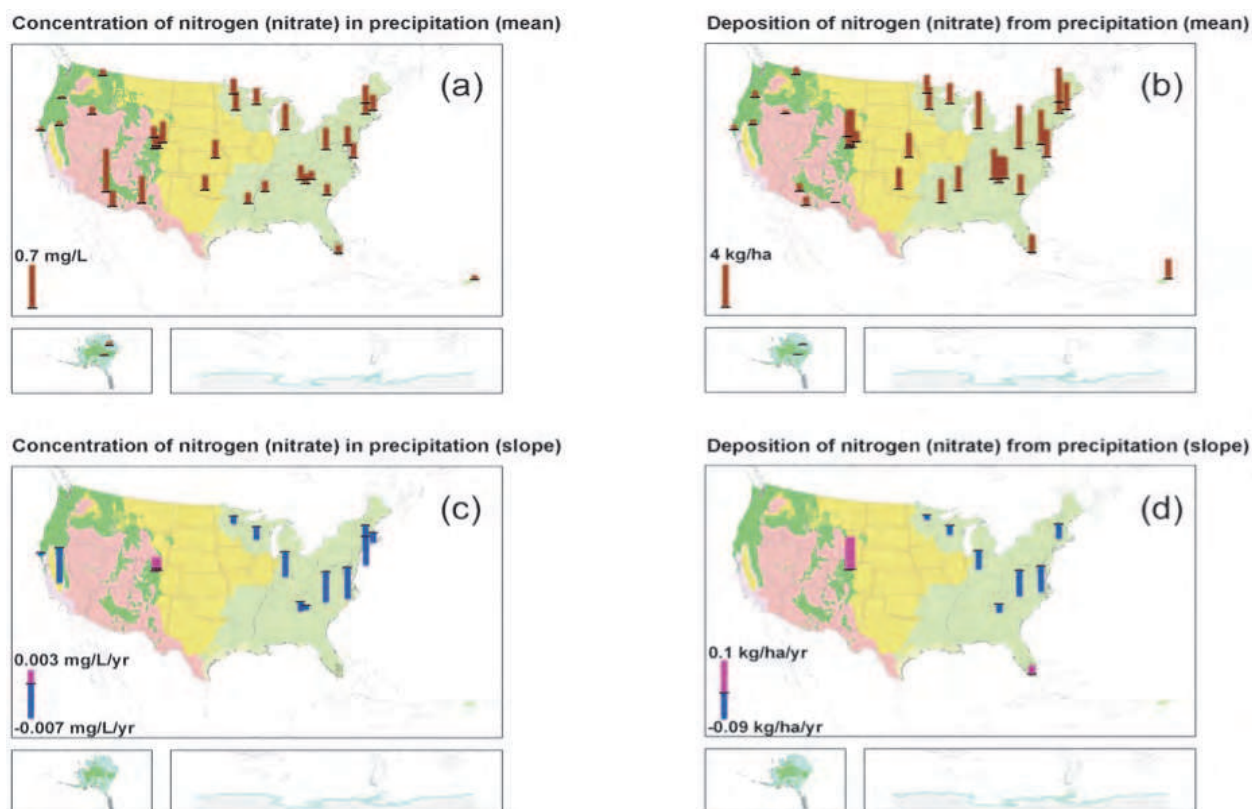 Concentration of nitrogen (nitrate) in precipitation (mean)
(a)
0.7 mg/L
Deposition of nitrogen (nitrate) from precipitation (mean)
(b)
4 kg/ha
Concentration of nitrogen (nitrate) in precipitation (slope)
(c)
0.003 mg/L/yr
-0.007 mg/L/yr
Deposition of nitrogen (nitrate) from precipitation (slope)
(d)
0.1 kg/ha/yr
-0.09 kg/ha/yr